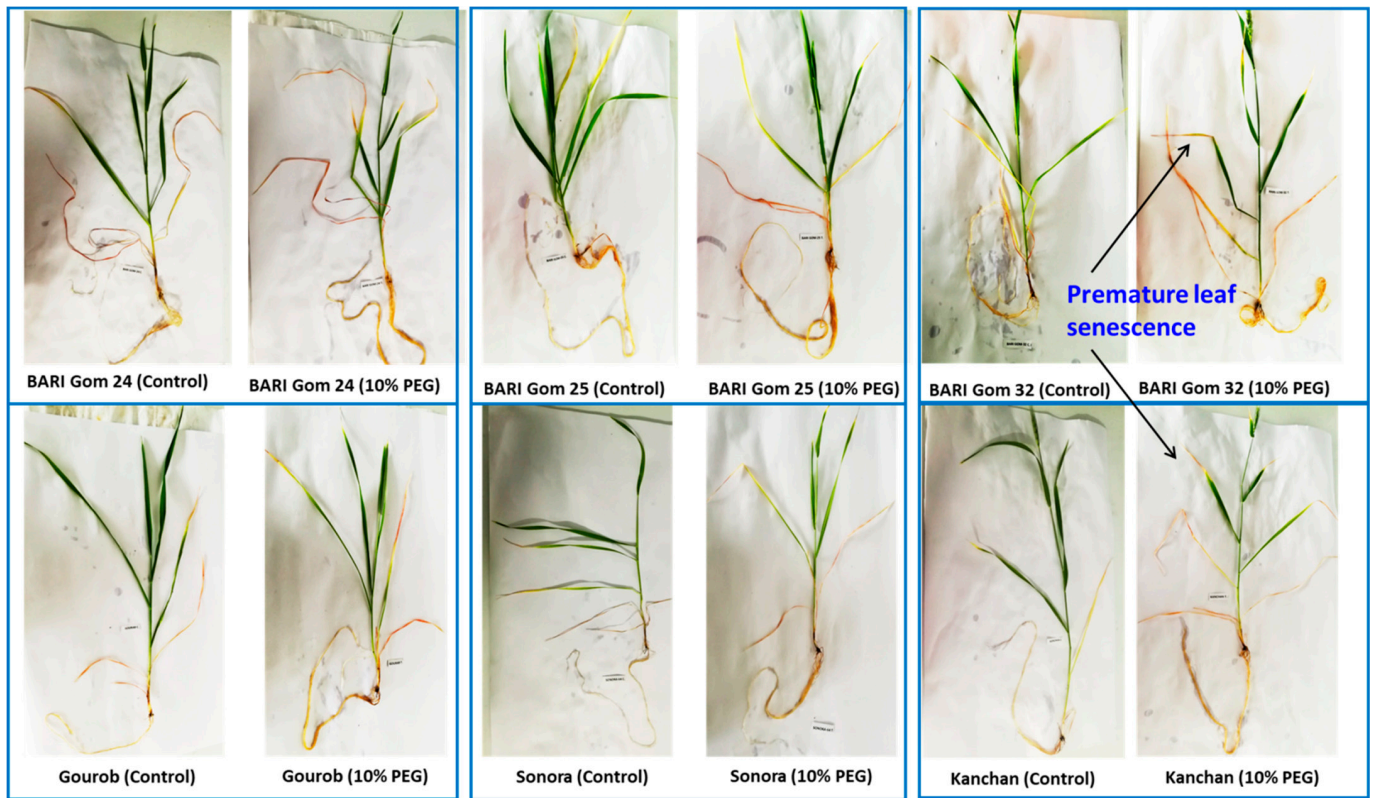 Premature leaf
senescence
BARI Gom 24 (Control)
BARI Gom 24 (10% PEG)
BARI Gom 25 (Control)
BARI Gom 25 (10% PEG)
BARI Gom 32 (Control)
BARI Gom 32 (10% PEG)
Gourob (Control)
Gourob (10% PEG)
Sonora (Control)
Sonora (10% PEG)
Kanchan (Control)
Kanchan (10% PEG)